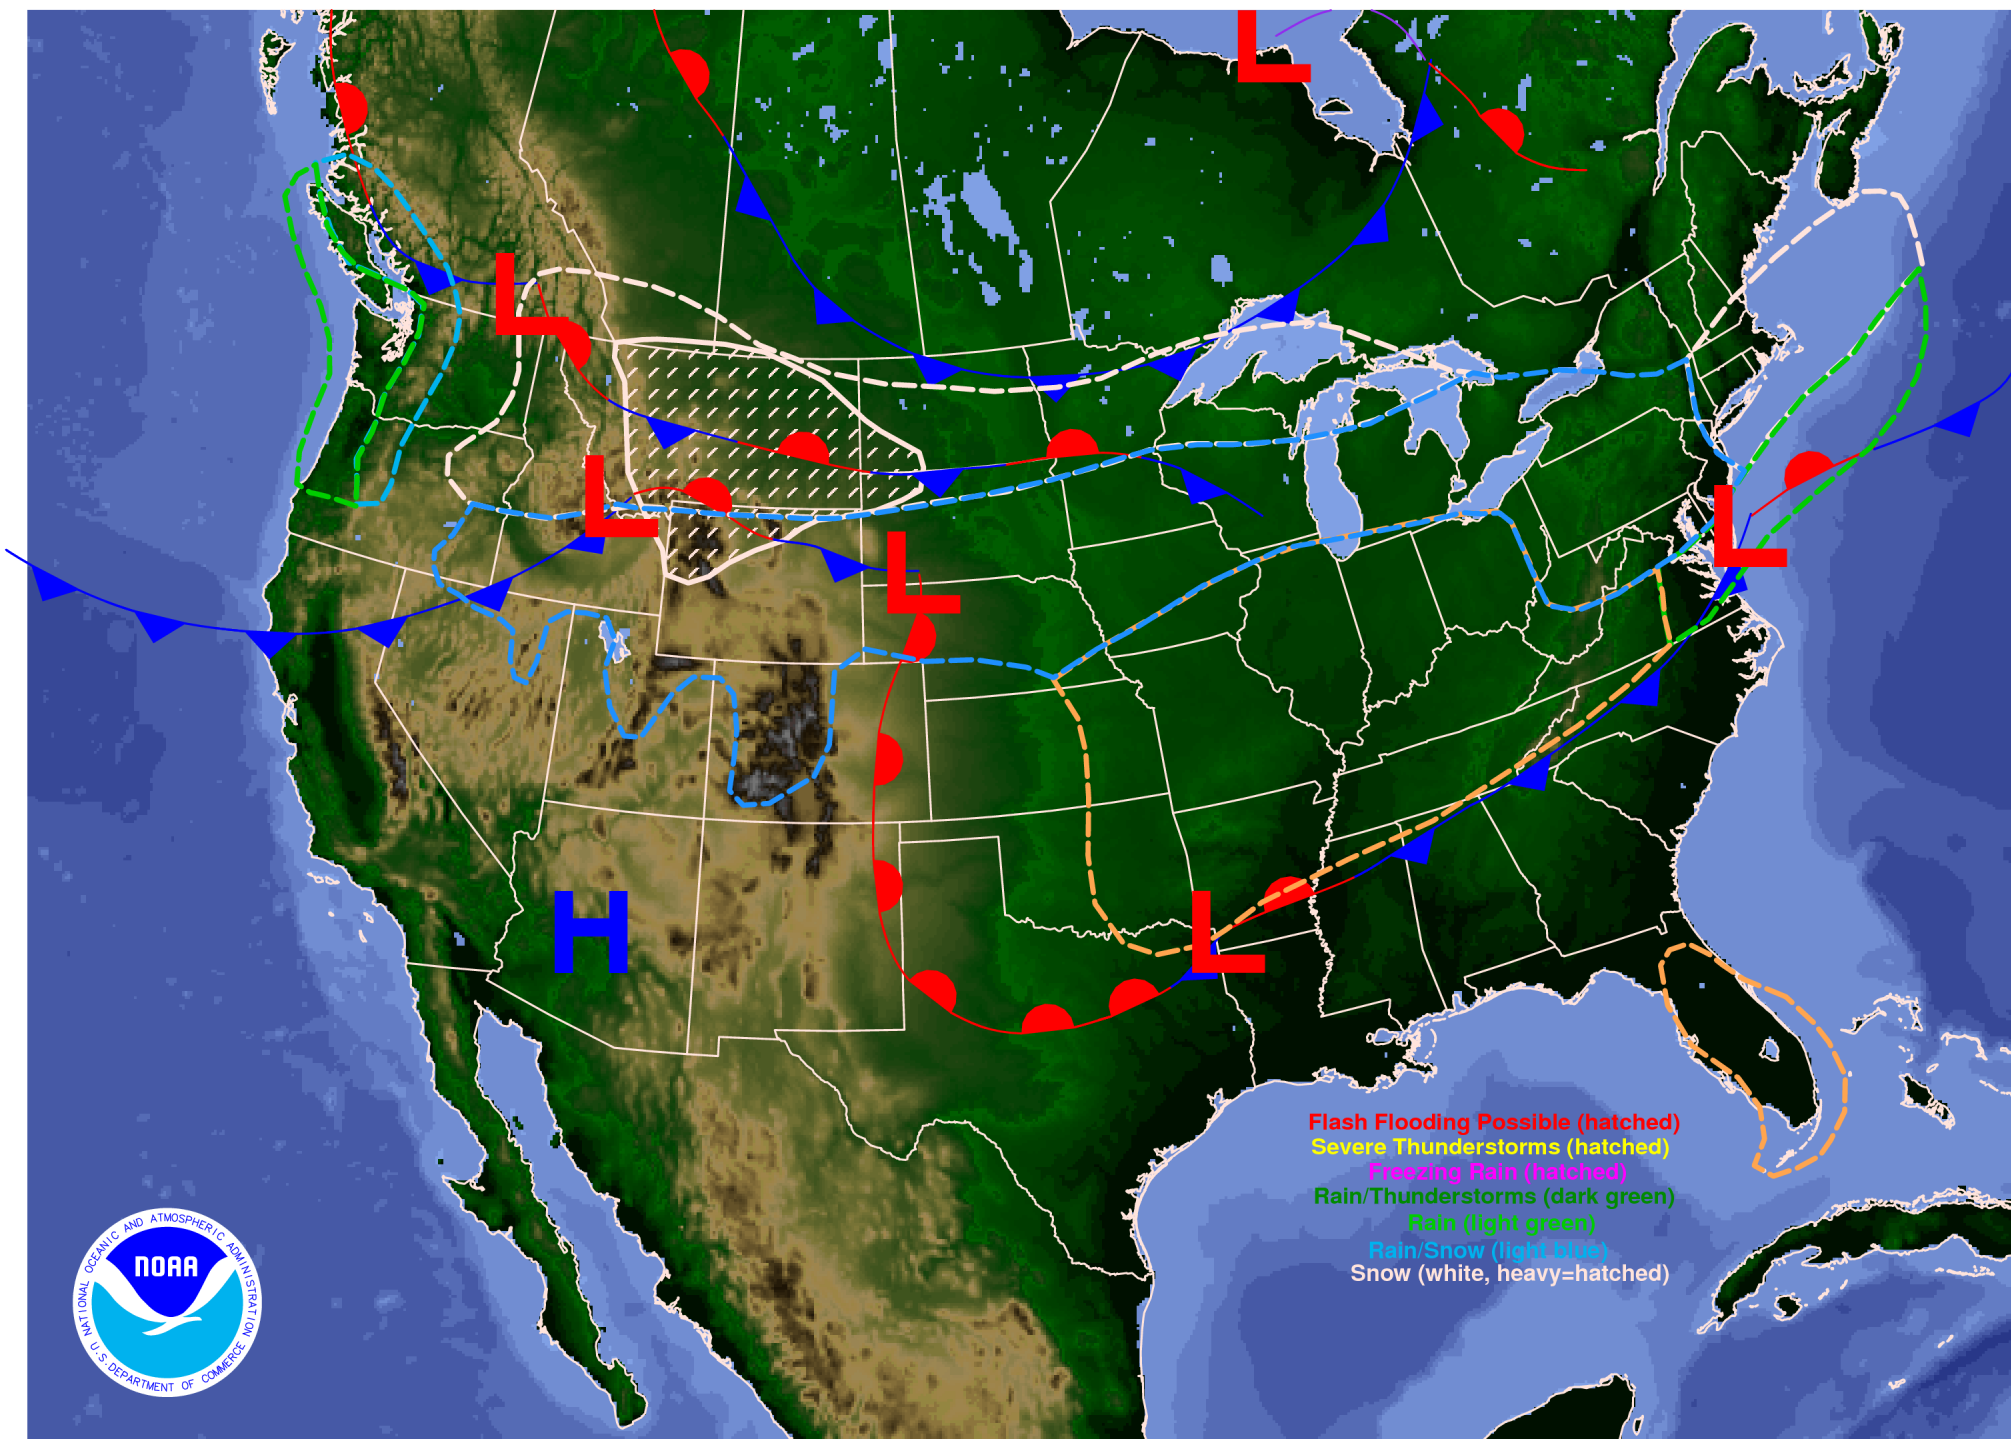 L
L
L
L
L
L
H
L
Flash Flooding Possible (hatched)
Severe Thunderstorms (hatched)
Freezing Rain (hatched)
Rain/Thunderstorms (dark green)
Rain (light green)
Rain/Snow (light blue)
Snow (white, heavy=hatched)
NATIONAL OCEANIC AND ATMOSPHERIC ADMINISTRATION
NOAA
U.S. DEPARTMENT OF COMMERCE